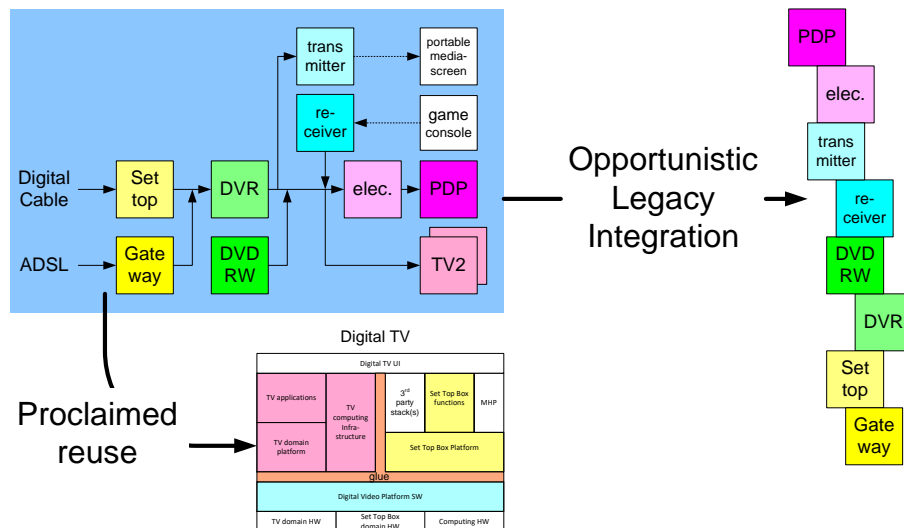 trans
mitter
portable
media-
screen
re-
ceiver
game
console
Digital
Cable
Set
top
DVR
elec.
PDP
ADSL
Gate
way
DVD
RW
TV2
Opportunistic
Legacy
Integration
PDP
elec.
trans
mitter
re-
ceiver
DVD
RW
DVR
Set
top
Gate
way
Proclaimed
reuse
Digital TV
Digital TV UI
TV applications
TV domain
platform
TV
computing
Infra-
structure
3rd
party
stack(s)
Set Top Box
functions
MHP
Set Top Box Platform
glue
Digital Video Platform SW
TV domain HW
Set Top Box
domain HW
Computing HW